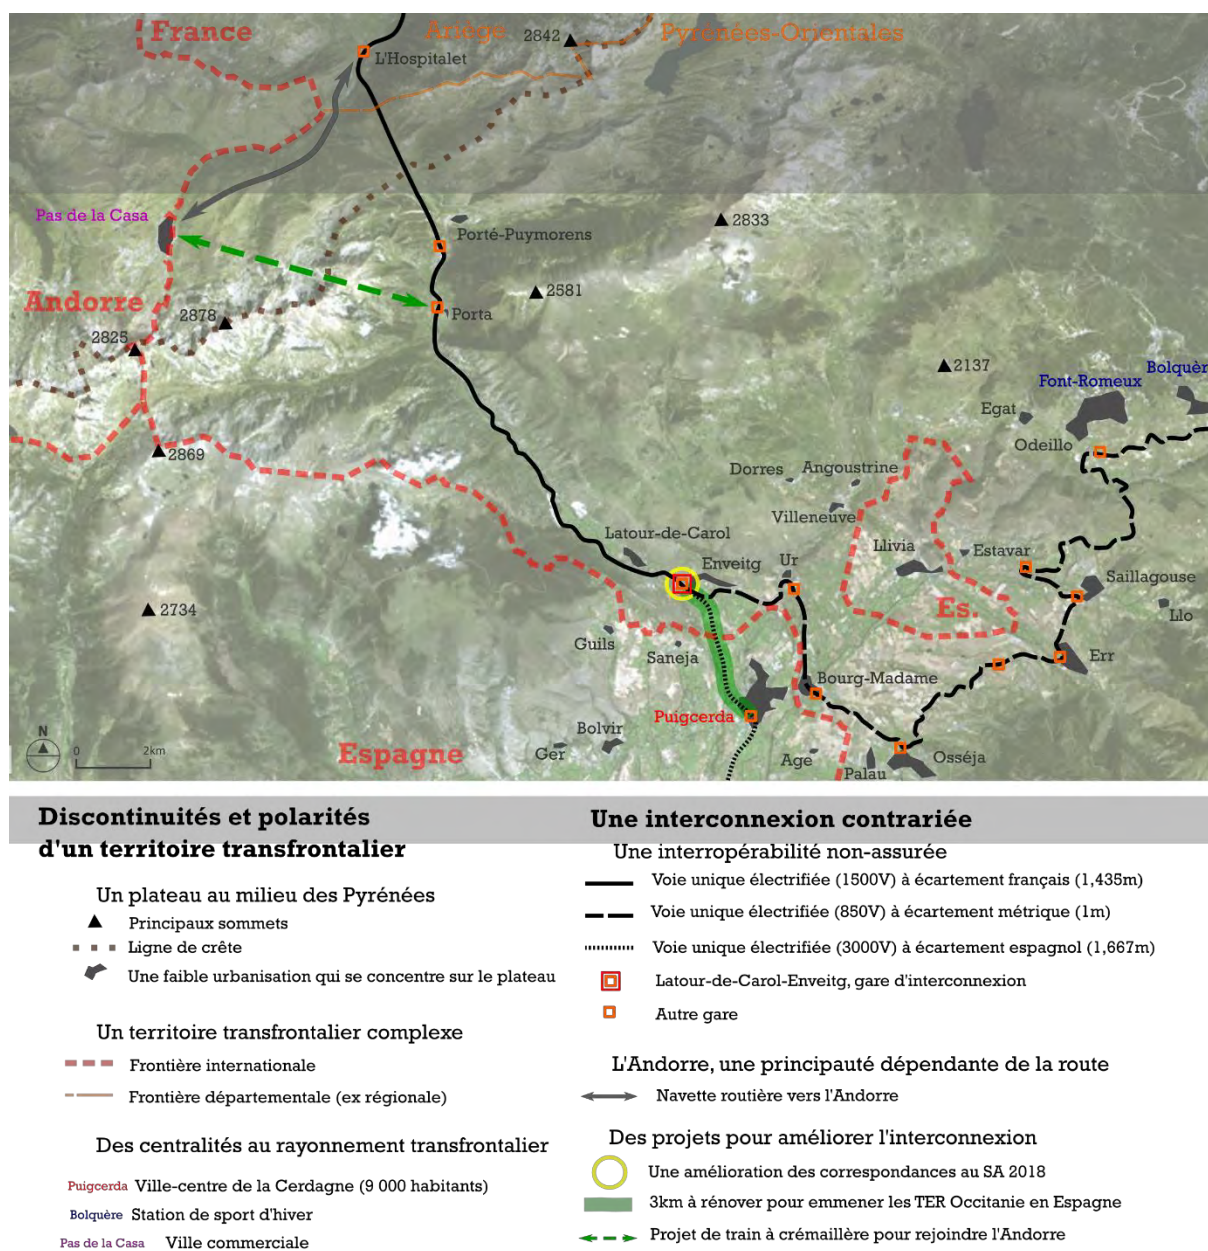 France
Ariège
2842
Pyrénées-Orientales
L'Hospitalet
Pas de la Casa
2833
Porté-Puymorens
2581
Andorre
2878
Porta
2825
2137
Bolquèr
Font-Romeux
Egat
Odeillo
2869
Dorres
Angoustrine
Villeneuve
Latour-de-Carol
Enveitg
Ur
Llivia
Estavar
Saillagouse
2734
Es.
Llo
Guils
Saneja
Err
Bourg-Madame
Puigcerda
N
0
2km
Espagne
Bolvir
Ger
Age
Palau
Osséja
Discontinuités et polarités
d'un territoire transfrontalier
Un plateau au milieu des Pyrénées
Principaux sommets
Ligne de crête
Une faible urbanisation qui se concentre sur le plateau
Un territoire transfrontalier complexe
Frontière internationale
Frontière départementale (ex régionale)
Des centralités au rayonnement transfrontalier
Puigcerda Ville-centre de la Cerdagne (9 000 habitants)
Bolquère Station de sport d'hiver
Pas de la Casa Ville commerciale
Une interconnexion contrariée
Une interropérabilité non-assurée
Voie unique électrifiée (1500V) à écartement français (1,435m)
Voie unique électrifiée (850V) à écartement métrique (1m)
Voie unique électrifiée (3000V) à écartement espagnol (1,667m)
Latour-de-Carol-Enveitg, gare d'interconnexion
Autre gare
L'Andorre, une principauté dépendante de la route
Navette routière vers l'Andorre
Des projets pour améliorer l'interconnexion
Une amélioration des correspondances au SA 2018
3km à rénover pour emmener les TER Occitanie en Espagne
Projet de train à crémaillère pour rejoindre l'Andorre